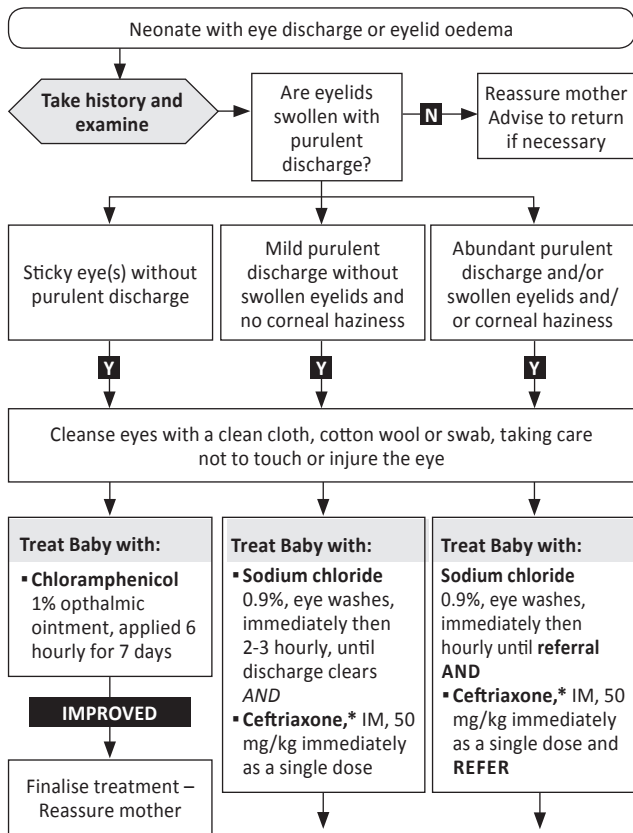 Neonate with eye discharge or eyelid oedema
Take history and
examine
Are eyelids
swollen with
purulent
discharge?
N
Reassure mother
Advise to return
if necessary
Sticky eye(s) without
purulent discharge
Mild purulent
discharge without
swollen eyelids and
no corneal haziness
Abundant purulent
discharge and/or
swollen eyelids and/
or corneal haziness
Y
Y
Y
Cleanse eyes with a clean cloth, cotton wool or swab, taking care
not to touch or injure the eye
Treat Baby with:
▪ Chloramphenicol
1% opthalmic
ointment, applied 6
hourly for 7 days
IMPROVED
Finalise treatment –
Reassure mother
Treat Baby with:
▪ Sodium chloride
0.9%, eye washes,
immediately then
2-3 hourly, until
discharge clears
AND
▪ Ceftriaxone,* IM, 50
mg/kg immediately
as a single dose
Treat Baby with:
Sodium chloride
0.9%, eye washes,
immediately then
hourly until referral
AND
▪ Ceftriaxone,* IM, 50
mg/kg immediately
as a single dose and
REFER